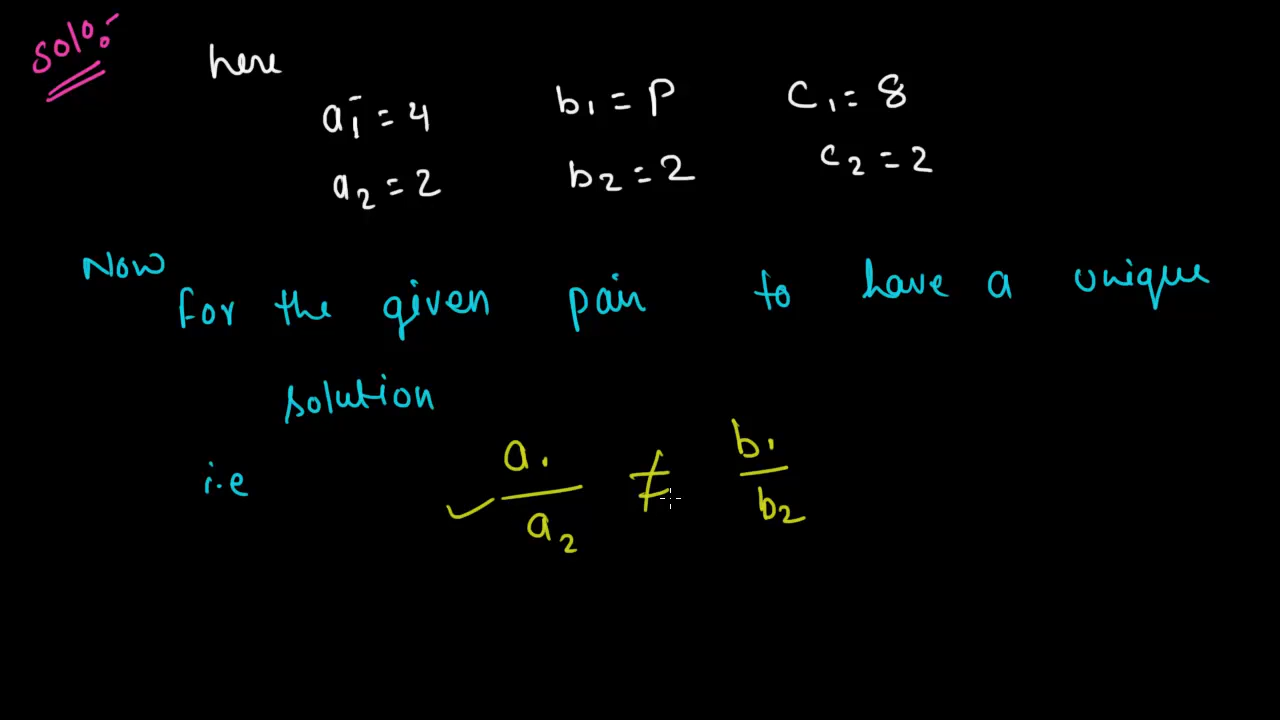 Soln:-
here
a1 = 4 b1 = P c1 = 8
a2 = 2 b2 = 2 c2 = 2
Now
for the given pair to have a unique
solution
i.e a1/a2 ≠ b1/b2